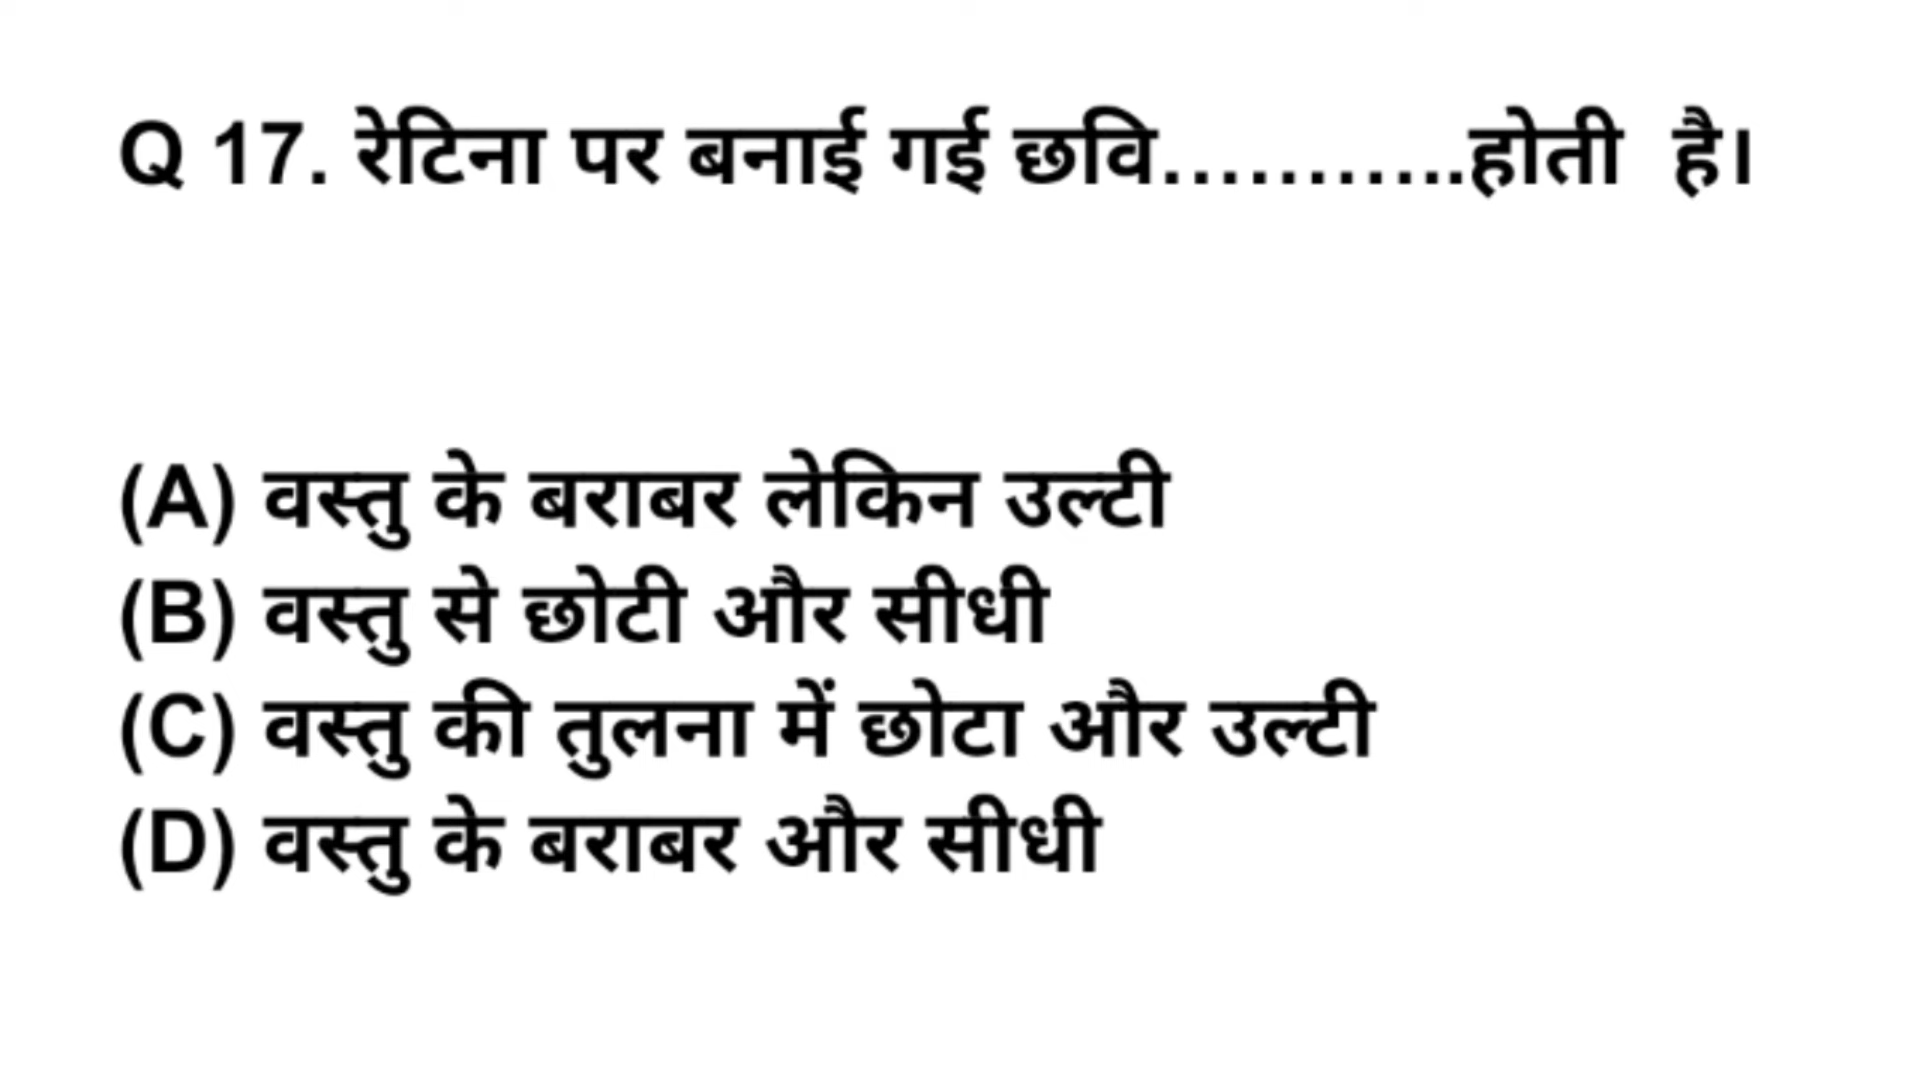 Q 17. रेटिना पर बनाई गई छवि………..होती है।
(A) वस्तु के बराबर लेकिन उल्टी
(B) वस्तु से छोटी और सीधी
(C) वस्तु की तुलना में छोटा और उल्टी
(D) वस्तु के बराबर और सीधी